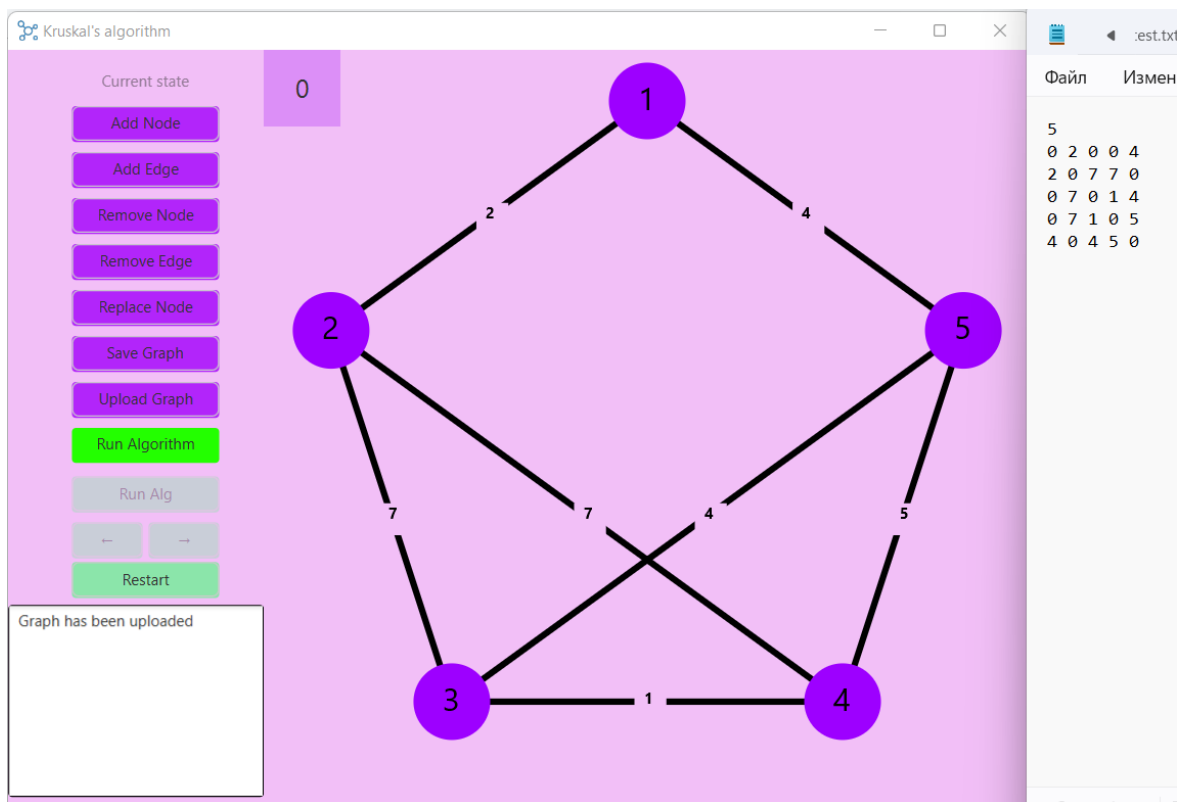 Kruskal's algorithm
Current state
Add Node
Add Edge
Remove Node
Remove Edge
Replace Node
Save Graph
Upload Graph
Run Algorithm
Run Alg
← →
Restart
Graph has been uploaded
0
1
2 4
2 5
7 7 4 5
3 1 4
test.txt
Файл Измен
5
0 2 0 0 4
2 0 7 7 0
0 7 0 1 4
0 7 1 0 5
4 0 4 5 0